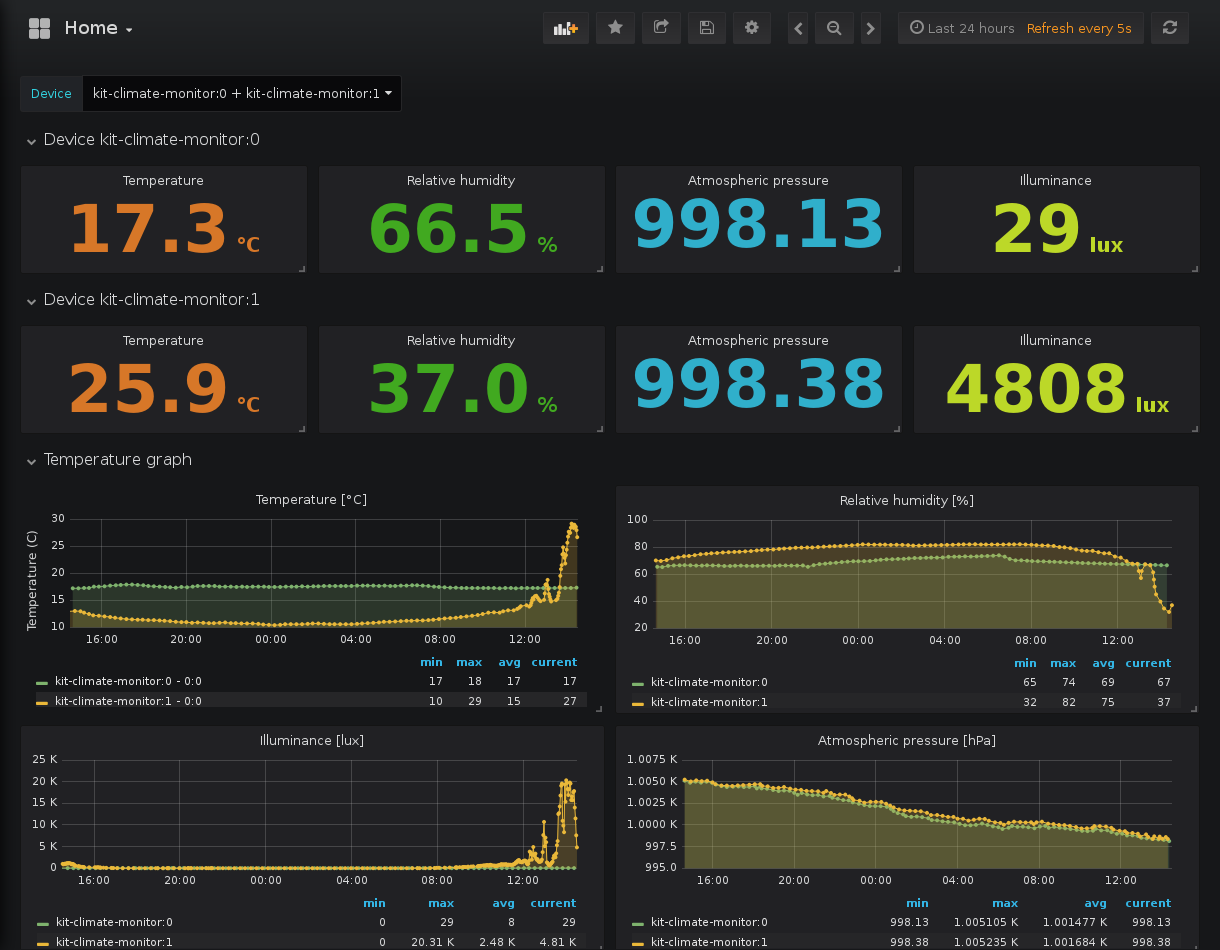 Home
Last 24 hours Refresh every 5s
Device kit-climate-monitor:0 + kit-climate-monitor:1
Device kit-climate-monitor:0
Temperature Relative humidity Atmospheric pressure Illuminance
17.3 °C 66.5 % 998.13 29 lux
Device kit-climate-monitor:1
Temperature Relative humidity Atmospheric pressure Illuminance
25.9 °C 37.0 % 998.38 4808 lux
Temperature graph
Temperature [°C]
Temperature (C)
30
25
20
15
10
16:00 20:00 00:00 04:00 08:00 12:00
min max avg current
kit-climate-monitor:0 - 0:0 17 18 17 17
kit-climate-monitor:1 - 0:0 10 29 15 27
Relative humidity [%]
100
80
60
40
20
16:00 20:00 00:00 04:00 08:00 12:00
min max avg current
kit-climate-monitor:0 65 74 69 67
kit-climate-monitor:1 32 82 75 37
Illuminance [lux]
25 K
20 K
15 K
10 K
5 K
0
16:00 20:00 00:00 04:00 08:00 12:00
min max avg current
kit-climate-monitor:0 0 29 8 29
kit-climate-monitor:1 0 20.31 K 2.48 K 4.81 K
Atmospheric pressure [hPa]
1.0075 K
1.0050 K
1.0025 K
1.0000 K
997.5
995.0
16:00 20:00 00:00 04:00 08:00 12:00
min max avg current
kit-climate-monitor:0 998.13 1.005105 K 1.001477 K 998.13
kit-climate-monitor:1 998.38 1.005235 K 1.001684 K 998.38